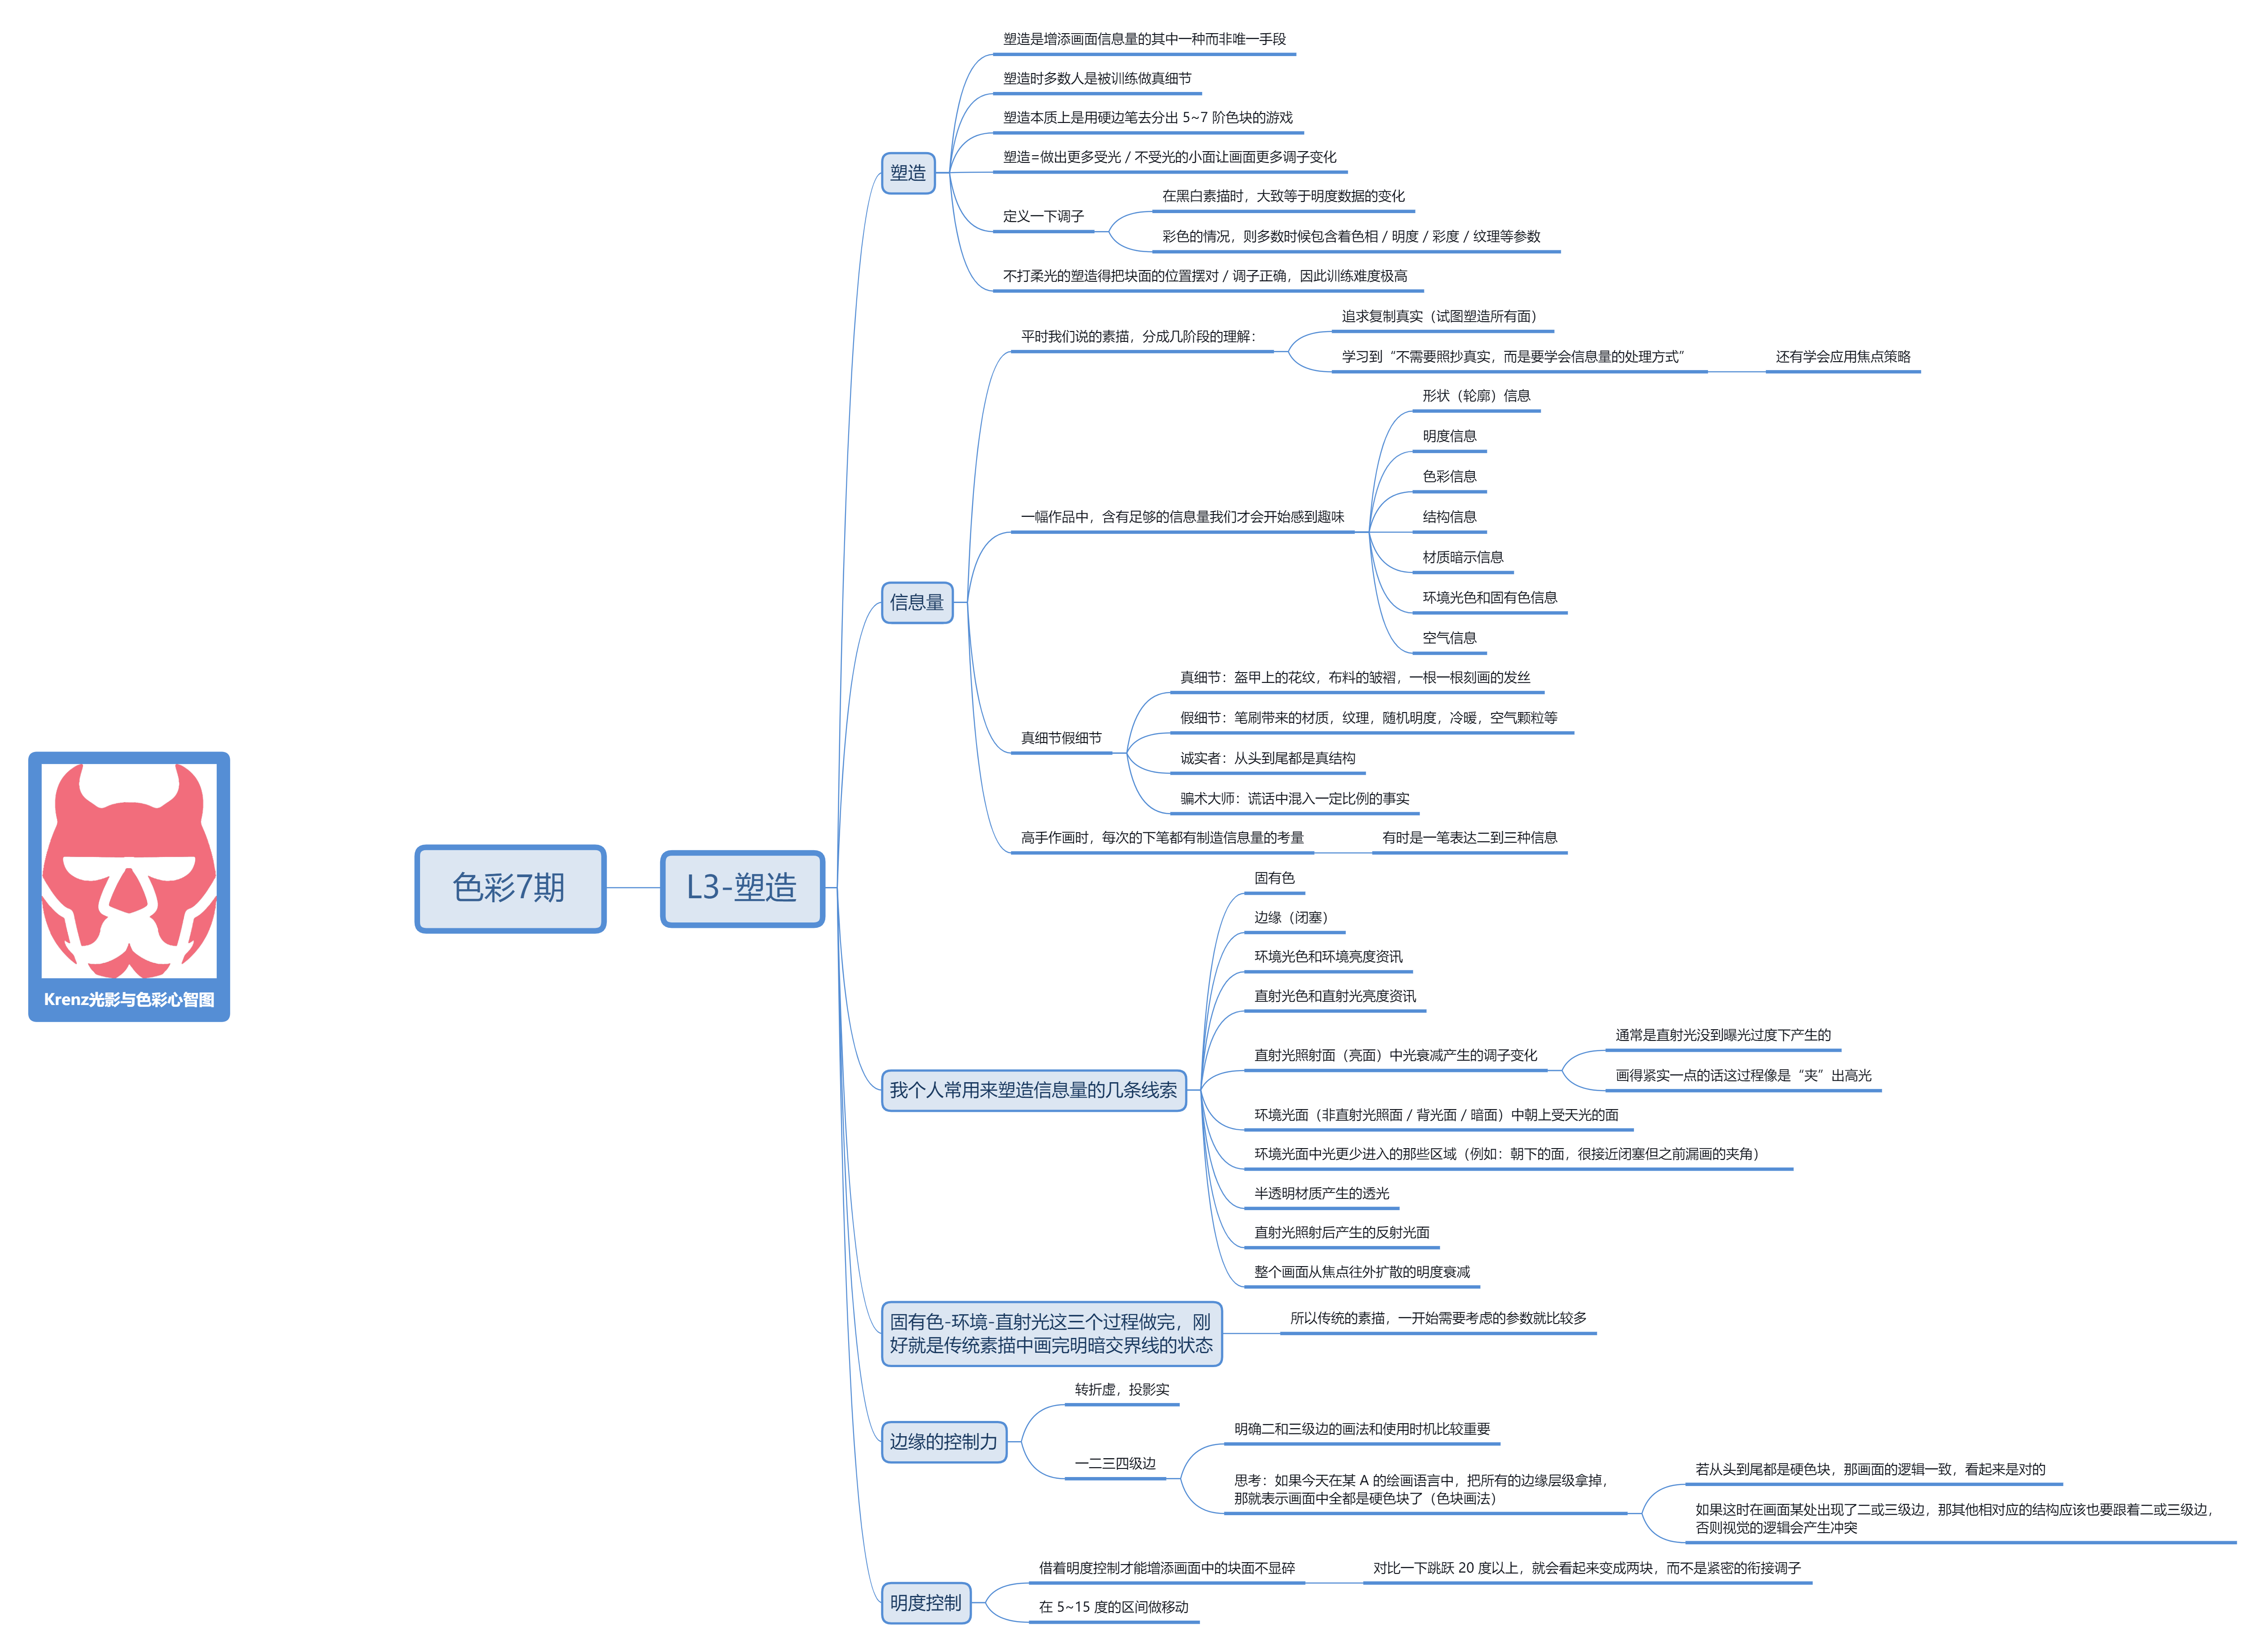 Krenz光影与色彩心智图
色彩7期
L3-塑造
塑造
塑造是增添画面信息量的其中一种而非唯一手段
塑造时多数人是被训练做真细节
塑造本质上是用硬边笔去分出 5~7 阶色块的游戏
塑造=做出更多受光 / 不受光的小面让画面更多调子变化
定义一下调子
在黑白素描时，大致等于明度数据的变化
彩色的情况，则多数时候包含着色相 / 明度 / 彩度 / 纹理等参数
不打柔光的塑造得把块面的位置摆对 / 调子正确，因此训练难度极高
信息量
平时我们说的素描，分成几阶段的理解：
追求复制真实（试图塑造所有面）
学习到“不需要照抄真实，而是要学会信息量的处理方式”
还有学会应用焦点策略
一幅作品中，含有足够的信息量我们才会开始感到趣味
形状（轮廓）信息
明度信息
色彩信息
结构信息
材质暗示信息
环境光色和固有色信息
空气信息
真细节假细节
真细节：盔甲上的花纹，布料的皱褶，一根一根刻画的发丝
假细节：笔刷带来的材质，纹理，随机明度，冷暖，空气颗粒等
诚实者：从头到尾都是真结构
骗术大师：谎话中混入一定比例的事实
高手作画时，每次的下笔都有制造信息量的考量
有时是一笔表达二到三种信息
我个人常用来塑造信息量的几条线索
固有色
边缘（闭塞）
环境光色和环境亮度资讯
直射光色和直射光亮度资讯
直射光照射面（亮面）中光衰减产生的调子变化
通常是直射光没到曝光过度下产生的
画得紧实一点的话这过程像是“夹”出高光
环境光面（非直射光照面 / 背光面 / 暗面）中朝上受天光的面
环境光面中光更少进入的那些区域（例如：朝下的面，很接近闭塞但之前漏画的夹角）
半透明材质产生的透光
直射光照射后产生的反射光面
整个画面从焦点往外扩散的明度衰减
固有色-环境-直射光这三个过程做完，刚
好就是传统素描中画完明暗交界线的状态
所以传统的素描，一开始需要考虑的参数就比较多
边缘的控制力
转折虚，投影实
一二三四级边
明确二和三级边的画法和使用时机比较重要
思考：如果今天在某 A 的绘画语言中，把所有的边缘层级拿掉，
那就表示画面中全都是硬色块了（色块画法）
若从头到尾都是硬色块，那画面的逻辑一致，看起来是对的
如果这时在画面某处出现了二或三级边，那其他相对应的结构应该也要跟着二或三级边，
否则视觉的逻辑会产生冲突
明度控制
借着明度控制才能增添画面中的块面不显碎
对比一下跳跃 20 度以上，就会看起来变成两块，而不是紧密的衔接调子
在 5~15 度的区间做移动